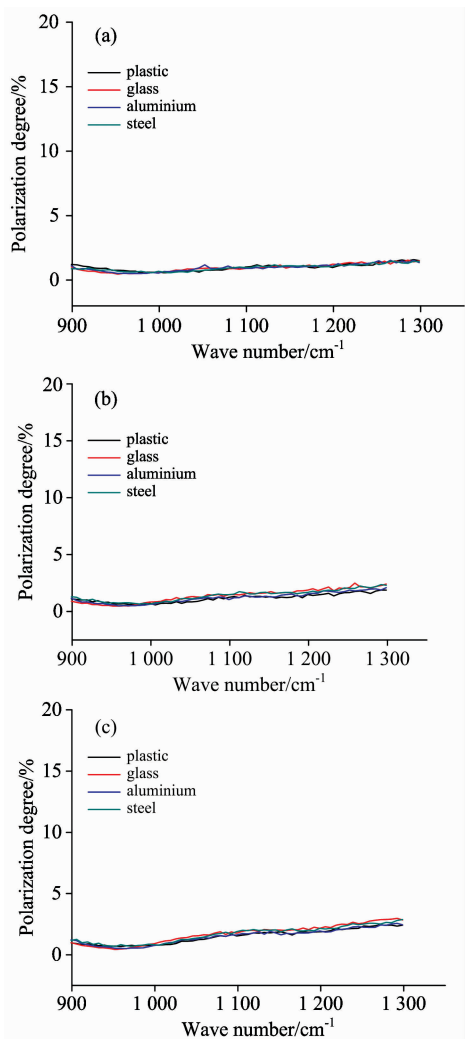 (a)
plastic
glass
aluminium
steel
Polarization degree/%
20
15
10
5
0
900 1 000 1 100 1 200 1 300
Wave number/cm-1
(b)
plastic
glass
aluminium
steel
Polarization degree/%
20
15
10
5
0
900 1 000 1 100 1 200 1 300
Wave number/cm-1
(c)
plastic
glass
aluminium
steel
Polarization degree/%
20
15
10
5
0
900 1 000 1 100 1 200 1 300
Wave number/cm-1